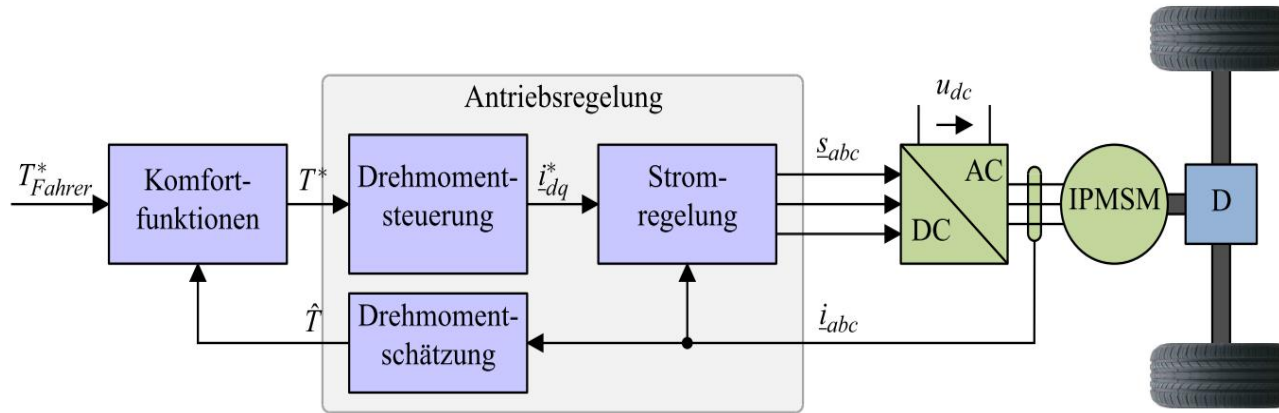 Antriebsregelung
u_dc
T*_Fahrer
Komfort-
funktionen
T*
Drehmoment-
steuerung
i*_dq
Strom-
regelung
s_abc
AC
DC
IPMSM
D
T̂
Drehmoment-
schätzung
i_abc